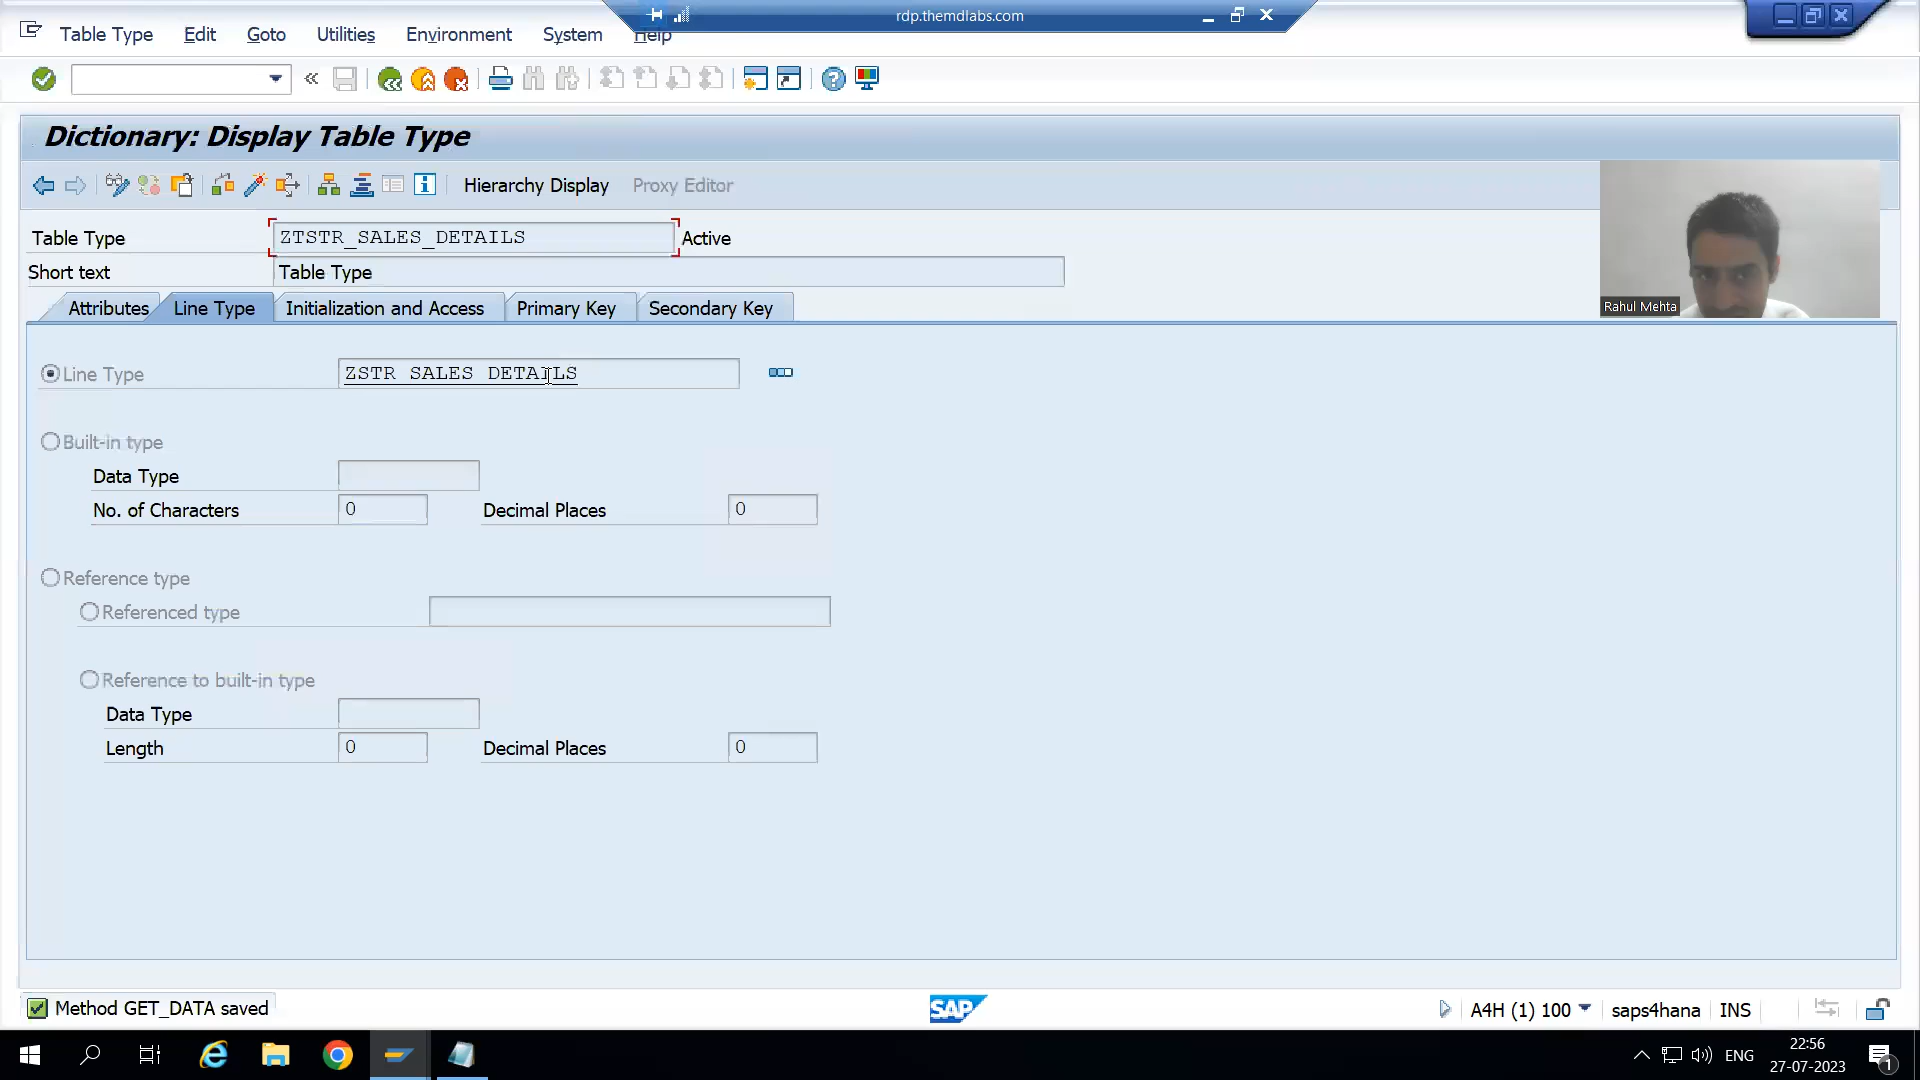 rdp.themdlabs.com
Table Type Edit Goto Utilities Environment System Help
Dictionary: Display Table Type
Hierarchy Display Proxy Editor
Table Type ZTSTR_SALES_DETAILS Active
Short text Table Type
Attributes Line Type Initialization and Access Primary Key Secondary Key
Rahul Mehta
Line Type ZSTR_SALES_DETAILS
Built-in type
Data Type
No. of Characters 0 Decimal Places 0
Reference type
Referenced type
Reference to built-in type
Data Type
Length 0 Decimal Places 0
Method GET_DATA saved
SAP
A4H (1) 100 saps4hana INS
ENG
22:56
27-07-2023
1